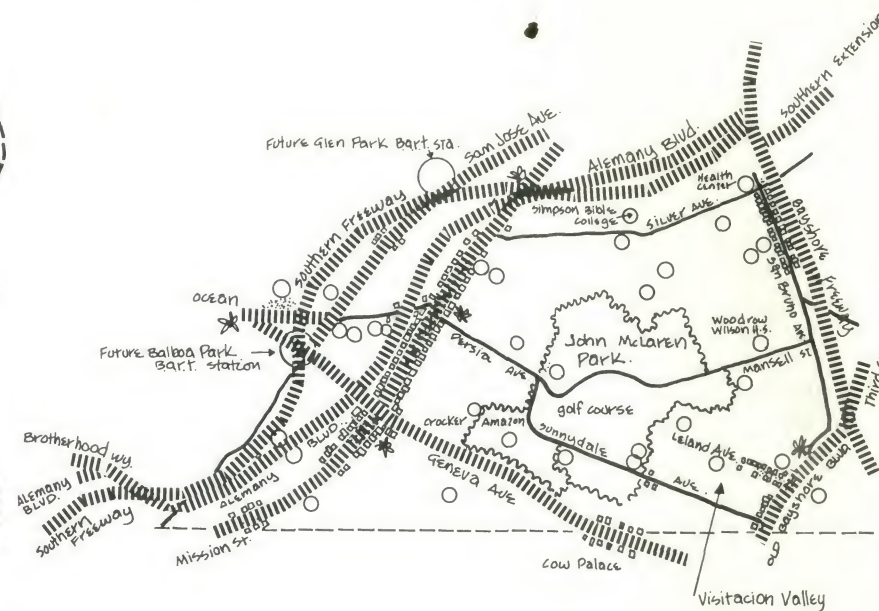 Southern Extension
San Jose Ave.
Future Glen Park Bart. Sta.
Alemany Blvd.
Health
Center
Simpson Bible
College
Silver Ave.
Southern Freeway
Bayshore
Freeway
San Bruno Ave
Ocean
Woodrow
Wilson H.S.
John McLaren
Park.
Persia
Ave
Future Balboa Park
Bart. Station
Mansell St.
Third
golf course
Crocker
Amazon
Sunnydale
Ave.
Leland Ave.
Brotherhood Wy.
Blvd.
Alemany
Geneva Ave
Alemany
Blvd.
Southern
Freeway
Old
Bayshore Blvd.
Mission St.
Cow Palace
Visitacion Valley